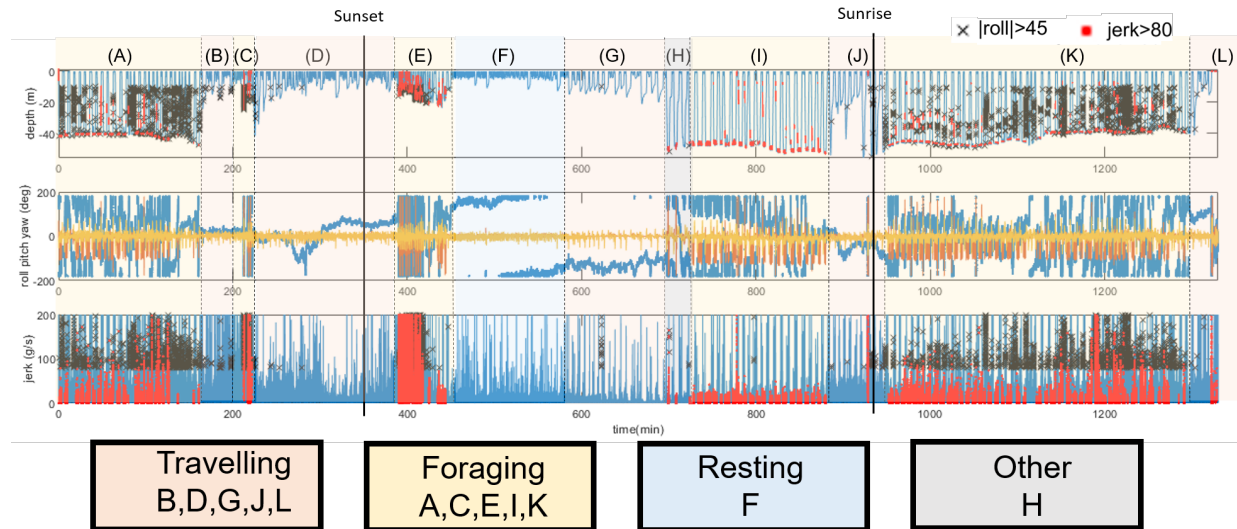 Sunset
Sunrise
|roll|>45 jerk>80
(A) (B) (C) (D) (E) (F) (G) (H) (I) (J) (K) (L)
depth (m)
0
-20
-40
0 200 400 600 800 1000 1200
roll pitch yaw (deg)
200
0
-200
0 200 400 600 800 1000 1200
jerk (g/s)
200
100
0
0 200 400 600 800 1000 1200
time(min)
Travelling
B,D,G,J,L
Foraging
A,C,E,I,K
Resting
F
Other
H